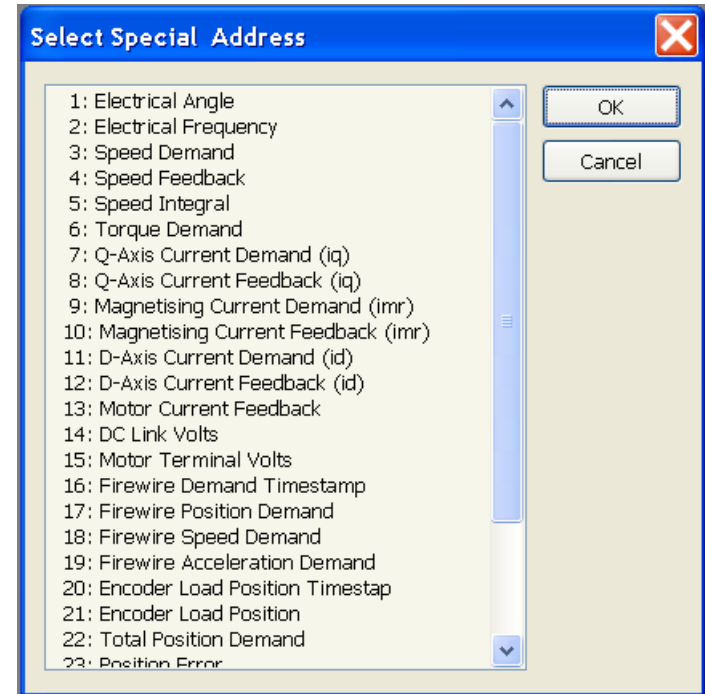 Select Special Address
1: Electrical Angle
2: Electrical Frequency
3: Speed Demand
4: Speed Feedback
5: Speed Integral
6: Torque Demand
7: Q-Axis Current Demand (iq)
8: Q-Axis Current Feedback (iq)
9: Magnetising Current Demand (imr)
10: Magnetising Current Feedback (imr)
11: D-Axis Current Demand (id)
12: D-Axis Current Feedback (id)
13: Motor Current Feedback
14: DC Link Volts
15: Motor Terminal Volts
16: Firewire Demand Timestamp
17: Firewire Position Demand
18: Firewire Speed Demand
19: Firewire Acceleration Demand
20: Encoder Load Position Timestap
21: Encoder Load Position
22: Total Position Demand
23: Position Error
OK
Cancel